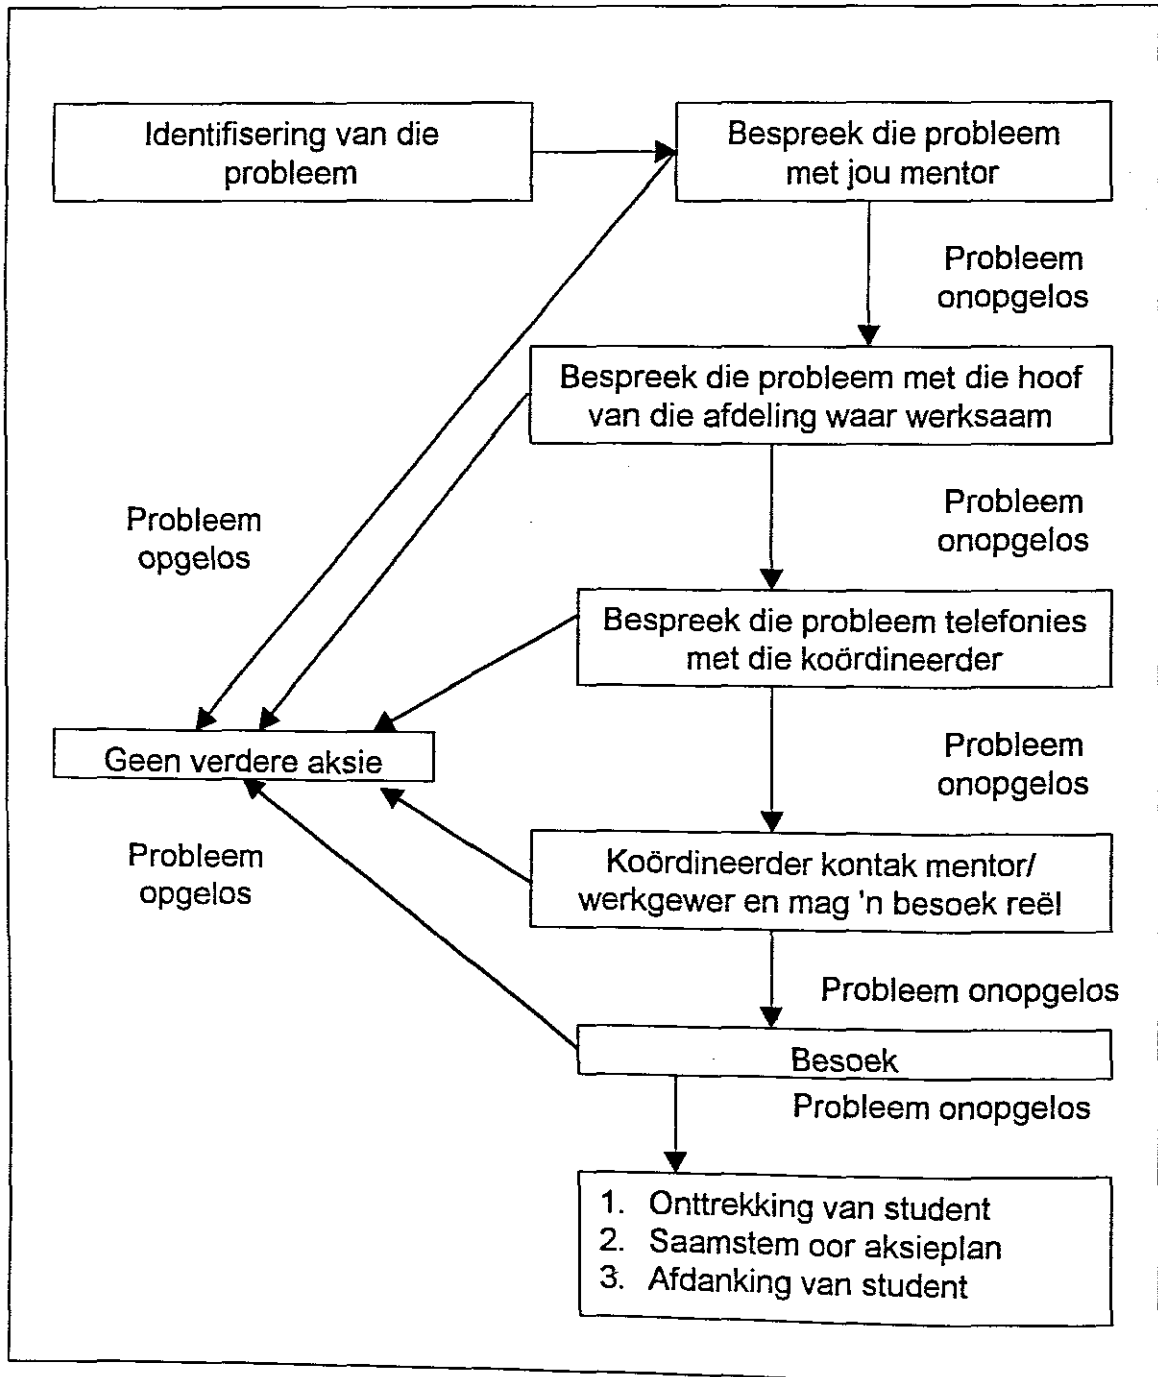 Identifisering van die
probleem
Bespreek die probleem
met jou mentor
Probleem
onopgelos
Bespreek die probleem met die hoof
van die afdeling waar werksaam
Probleem
opgelos
Probleem
onopgelos
Bespreek die probleem telefonies
met die koördineerder
Geen verdere aksie
Probleem
onopgelos
Probleem
opgelos
Koördineerder kontak mentor/
werkgewer en mag 'n besoek reël
Probleem onopgelos
Besoek
Probleem onopgelos
1. Onttrekking van student
2. Saamstem oor aksieplan
3. Afdanking van student